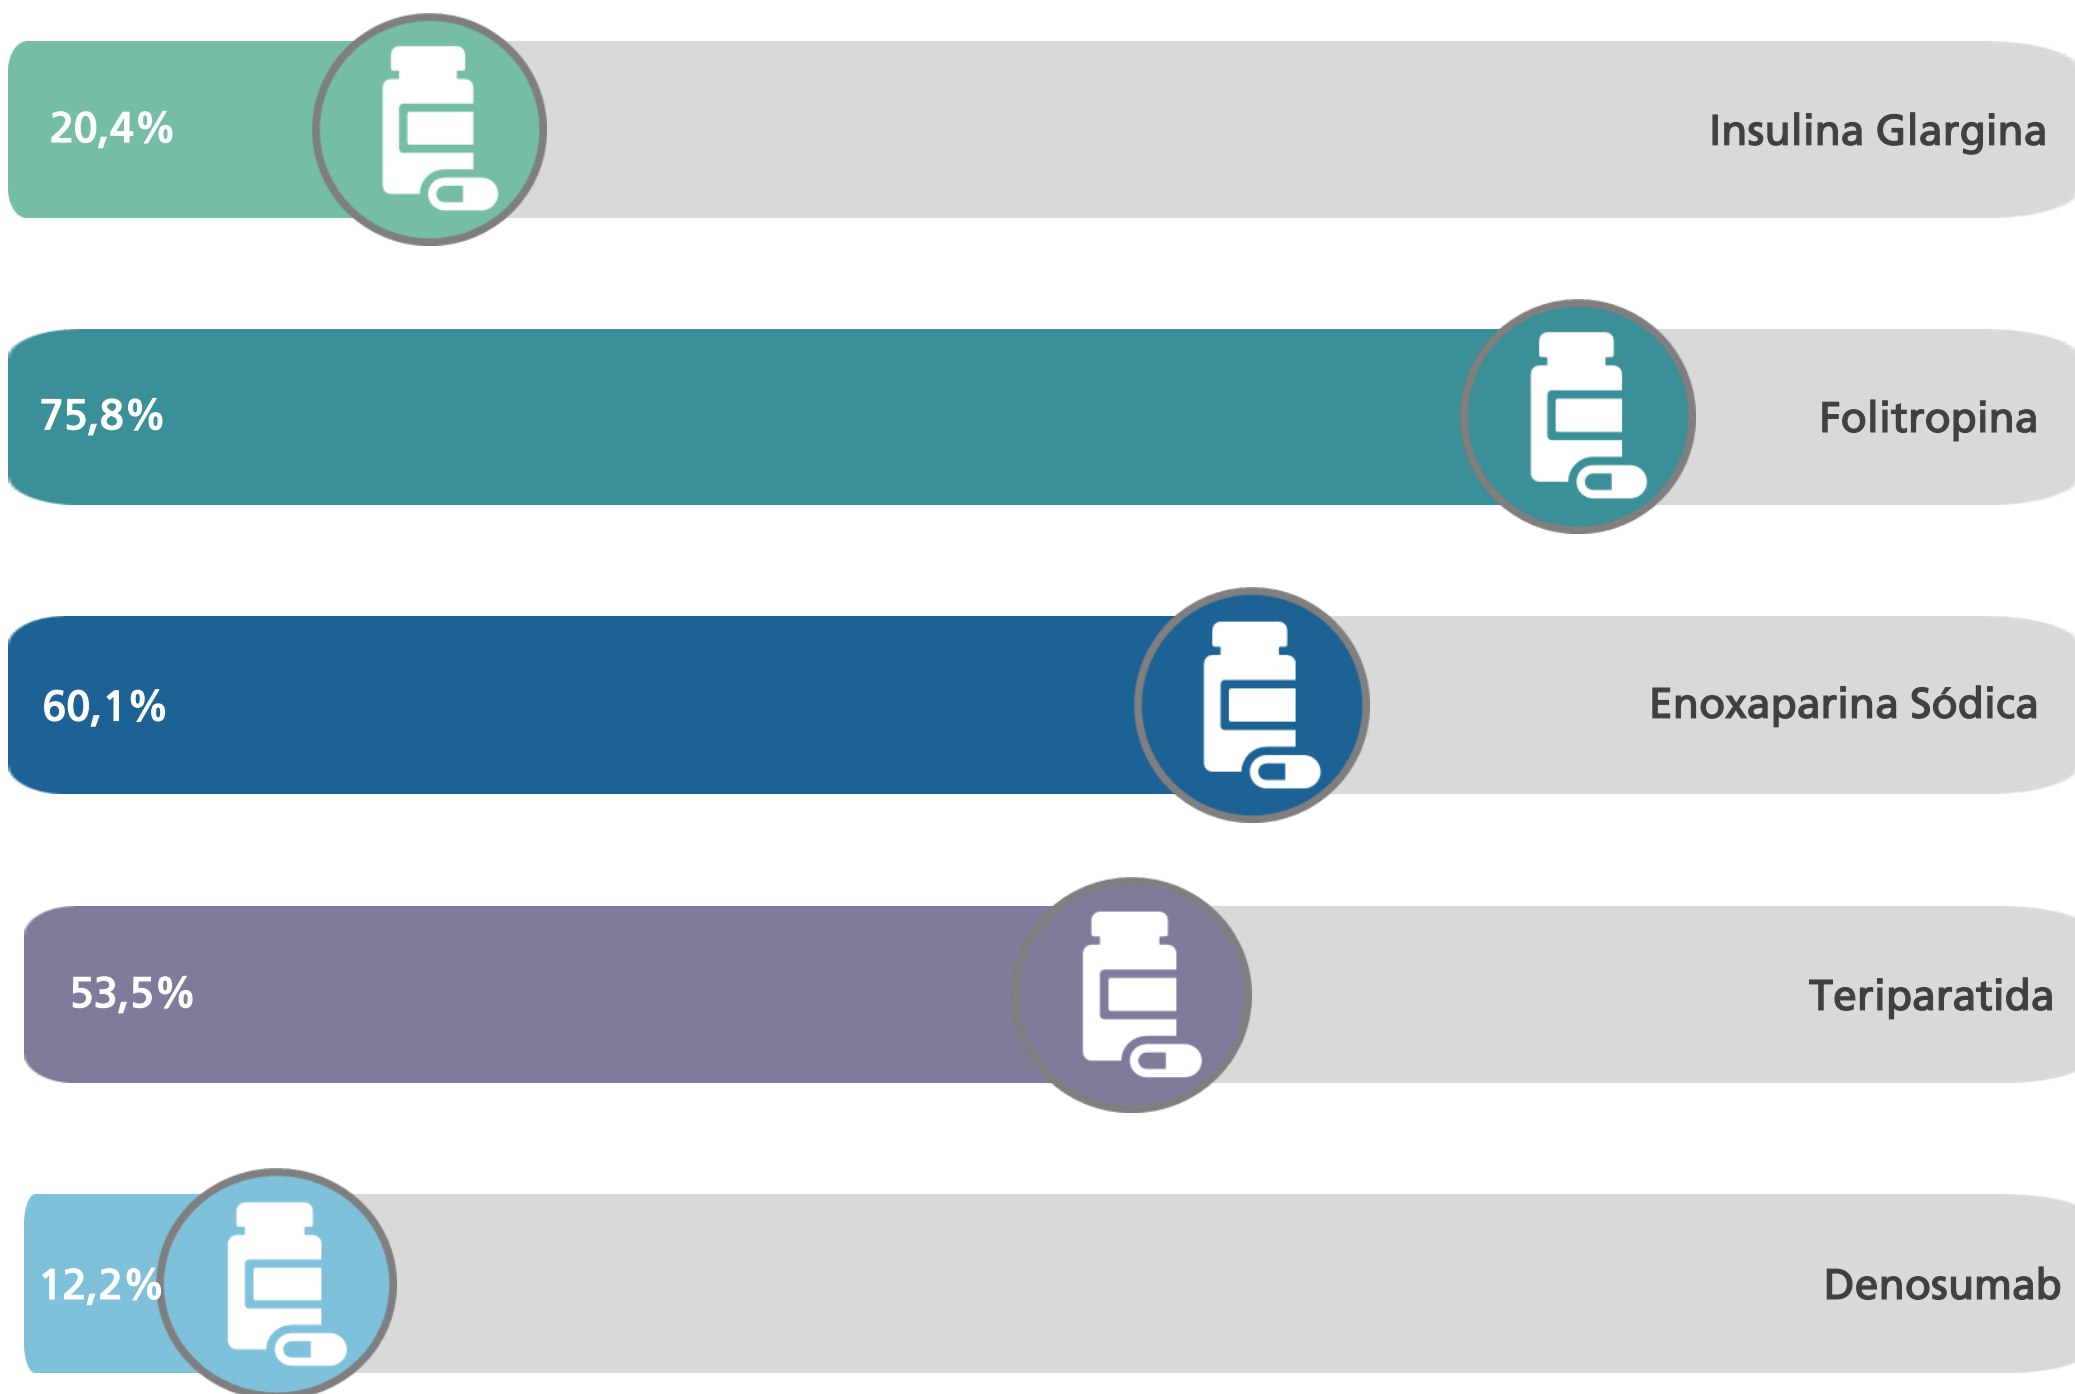 20,4%
Insulina Glargina
75,8%
Folitropina
60,1%
Enoxaparina Sódica
53,5%
Teriparatida
12,2%
Denosumab